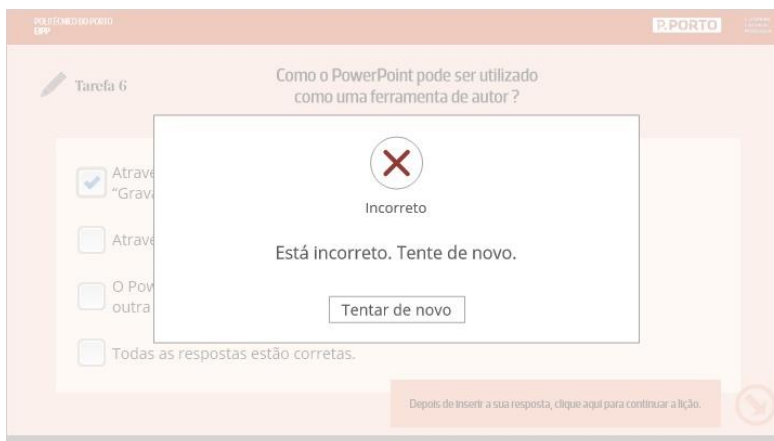 POLITÉCNICO DO PORTO
EIPP
P.PORTO
Tarefa 6
Como o PowerPoint pode ser utilizado
como uma ferramenta de autor ?
Incorreto
Está incorreto. Tente de novo.
Tentar de novo
Atrav
“Grav
Atrav
O Pow
outra
Todas as respostas estão corretas.
Depois de inserir a sua resposta, clique aqui para continuar a lição.